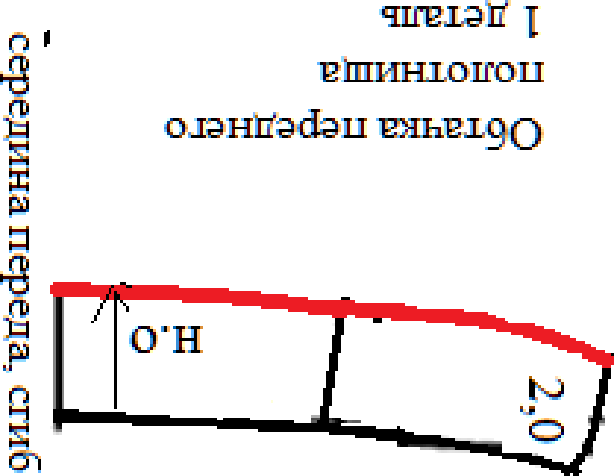 Обтачка переднего
полотнища
1 деталь
середина переда, сгиб
Н.О
2,0